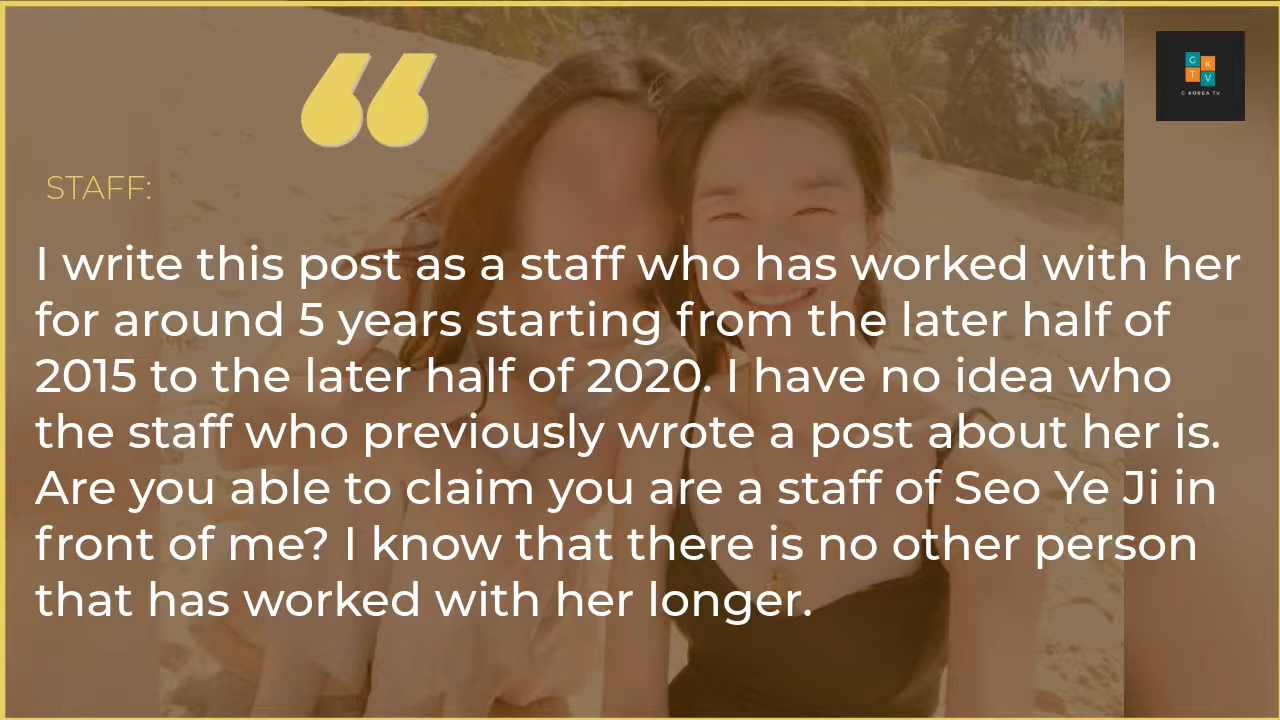 G K
T V
G KOREA TV
STAFF:
I write this post as a staff who has worked with her
for around 5 years starting from the later half of
2015 to the later half of 2020. I have no idea who
the staff who previously wrote a post about her is.
Are you able to claim you are a staff of Seo Ye Ji in
front of me? I know that there is no other person
that has worked with her longer.